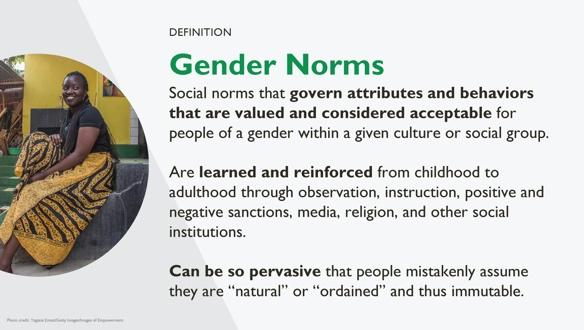 DEFINITION
Gender Norms
Social norms that govern attributes and behaviors
that are valued and considered acceptable for
people of a gender within a given culture or social group.
Are learned and reinforced from childhood to
adulthood through observation, instruction, positive and
negative sanctions, media, religion, and other social
institutions.
Can be so pervasive that people mistakenly assume
they are “natural” or “ordained” and thus immutable.
Photo credit: Yagazie Emezi/Getty Images/Images of Empowerment